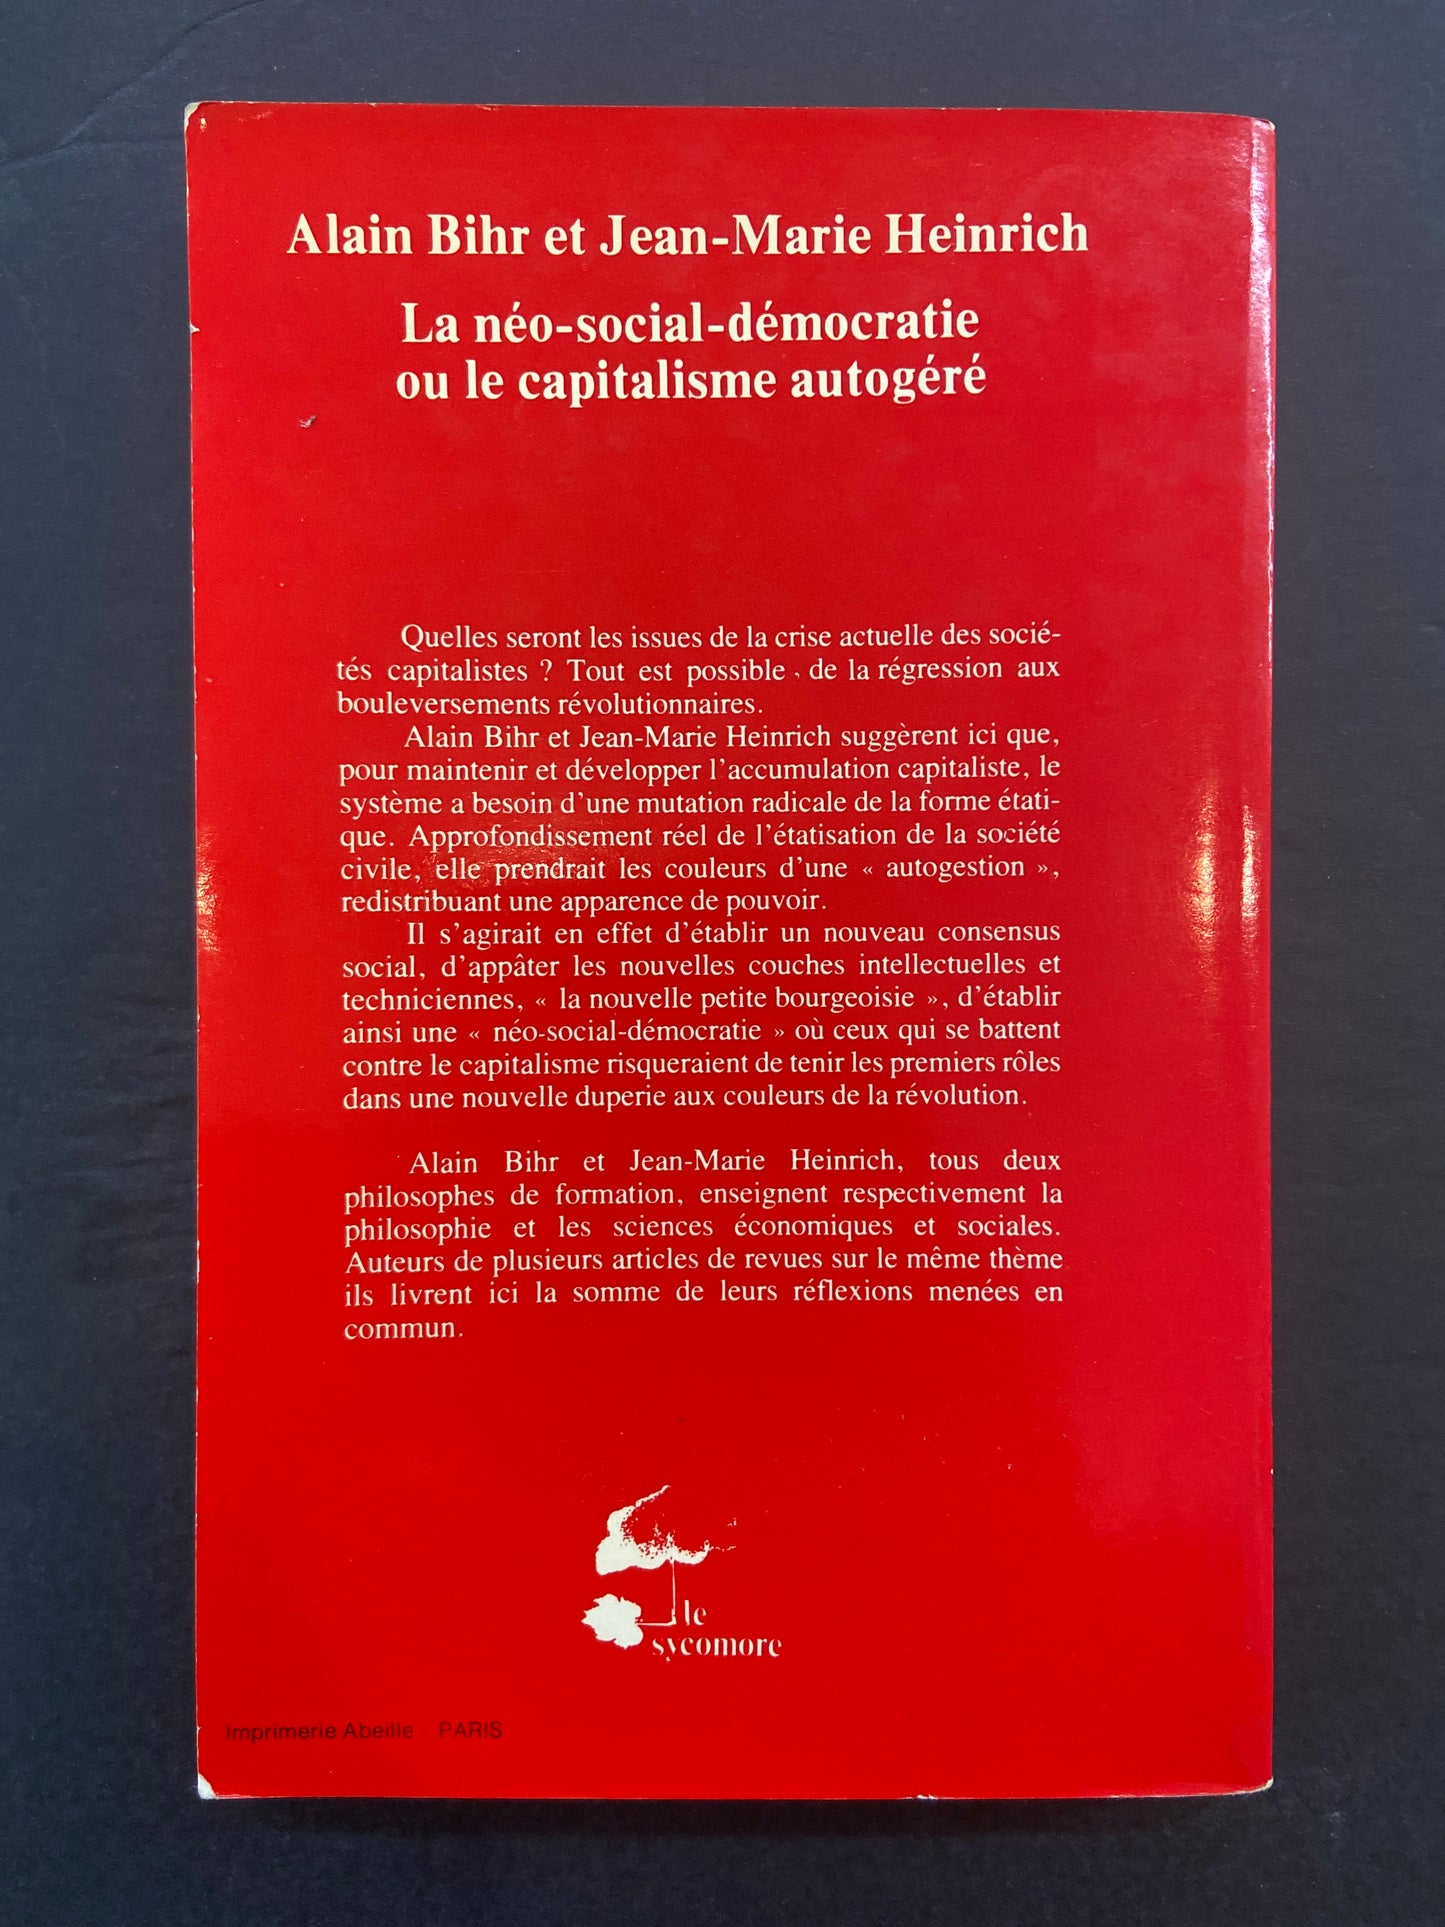 Alain Bihr et Jean-Marie Heinrich
La néo-social-démocratie
ou le capitalisme autogéré
Quelles seront les issues de la crise actuelle des socié-
tés capitalistes ? Tout est possible, de la régression aux
bouleversements révolutionnaires.
Alain Bihr et Jean-Marie Heinrich suggèrent ici que,
pour maintenir et développer l'accumulation capitaliste, le
système a besoin d'une mutation radicale de la forme étati-
que. Approfondissement réel de l'étatisation de la société
civile, elle prendrait les couleurs d'une « autogestion »,
redistribuant une apparence de pouvoir.
Il s'agirait en effet d'établir un nouveau consensus
social, d'appâter les nouvelles couches intellectuelles et
techniciennes, « la nouvelle petite bourgeoisie », d'établir
ainsi une « néo-social-démocratie » où ceux qui se battent
contre le capitalisme risqueraient de tenir les premiers rôles
dans une nouvelle duperie aux couleurs de la révolution.
Alain Bihr et Jean-Marie Heinrich, tous deux
philosophes de formation, enseignent respectivement la
philosophie et les sciences économiques et sociales.
Auteurs de plusieurs articles de revues sur le même thème
ils livrent ici la somme de leurs réflexions menées en
commun.
le
sycomore
Imprimerie Abeille PARIS